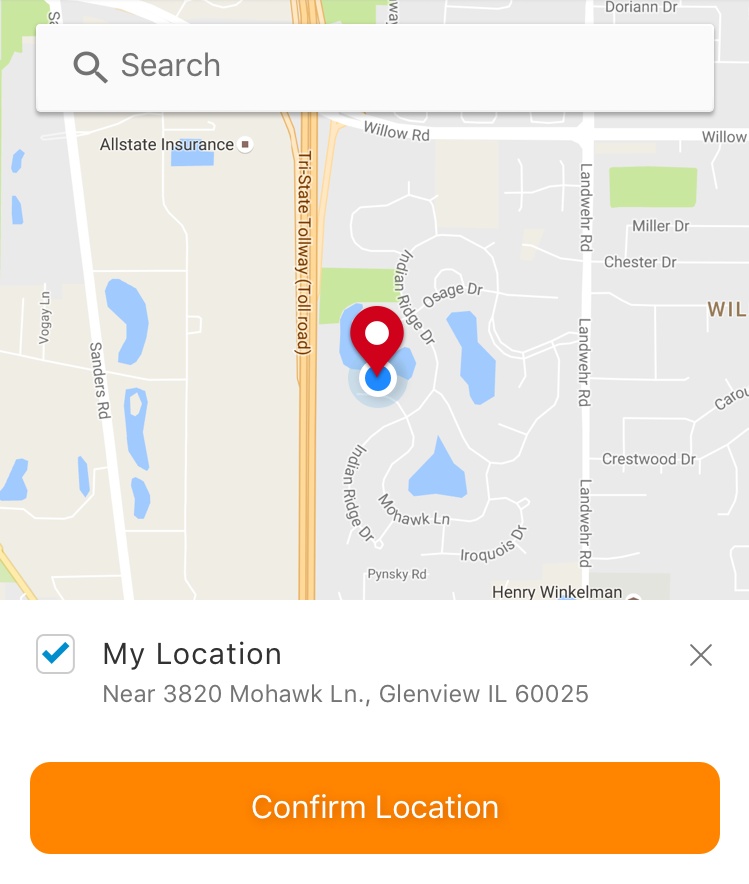 Doriann Dr
Search
Willow Rd
Willow
Allstate Insurance
Tri-State Tollway (Toll road)
Landwehr Rd
Miller Dr
Chester Dr
Indian Ridge Dr
Osage Dr
Vogay Ln
WIL
Sanders Rd
Landwehr Rd
Carou
Crestwood Dr
Indian Ridge Dr
Mohawk Ln
Landwehr Rd
Iroquois Dr
Pynsky Rd
Henry Winkelman
My Location
Near 3820 Mohawk Ln., Glenview IL 60025
Confirm Location